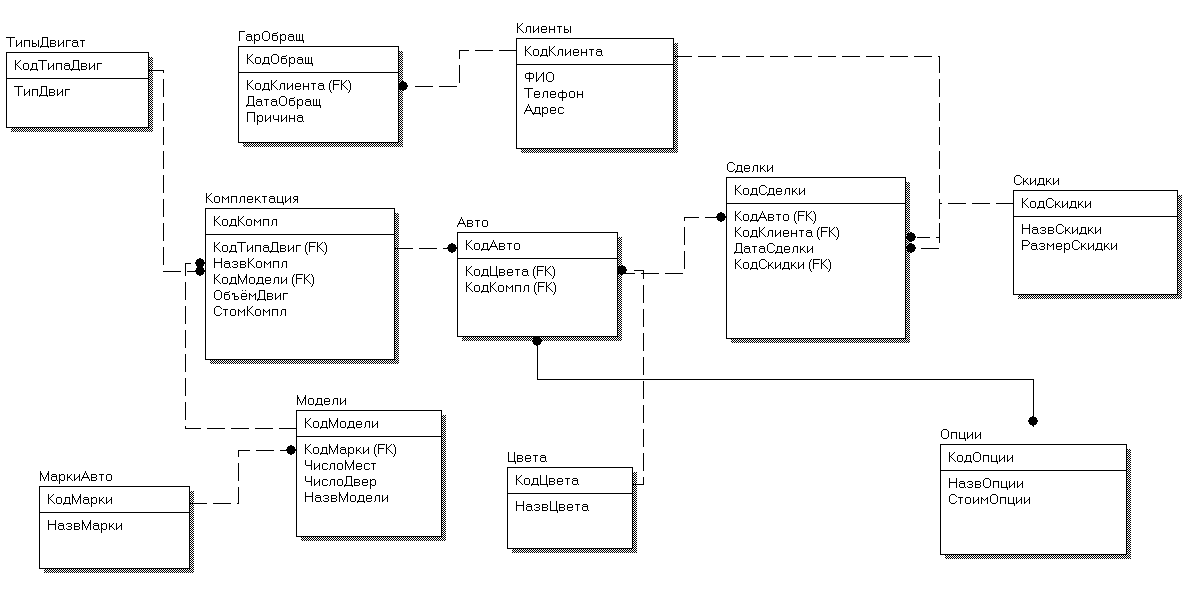 ТипыДвигат
КодТипаДвиг
ТипДвиг
ГарОбращ
КодОбращ
КодКлиента (FK)
ДатаОбращ
Причина
Клиенты
КодКлиента
ФИО
Телефон
Адрес
Комплектация
КодКомпл
КодТипаДвиг (FK)
НазвКомпл
КодМодели (FK)
ОбъёмДвиг
СтомКомпл
Авто
КодАвто
КодЦвета (FK)
КодКомпл (FK)
Сделки
КодСделки
КодАвто (FK)
КодКлиента (FK)
ДатаСделки
КодСкидки (FK)
Скидки
КодСкидки
НазвСкидки
РазмерСкидки
МаркиАвто
КодМарки
НазвМарки
Модели
КодМодели
КодМарки (FK)
ЧислоМест
ЧислоДвер
НазвМодели
Цвета
КодЦвета
НазвЦвета
Опции
КодОпции
НазвОпции
СтоимОпции